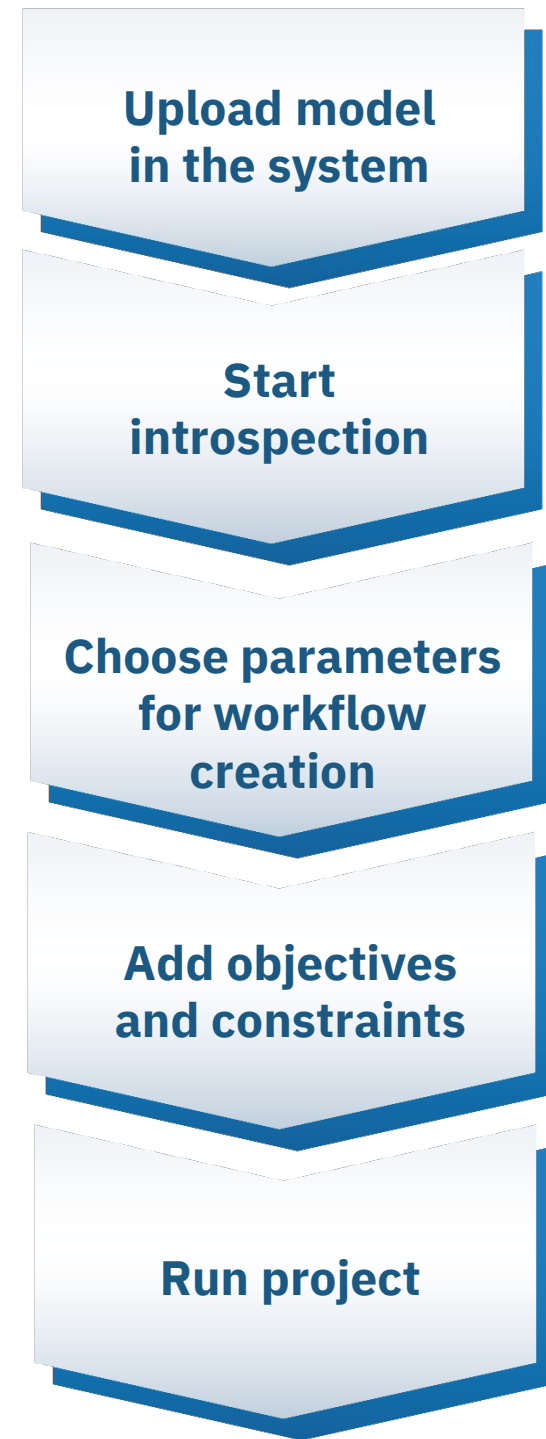 Upload model
in the system
Start
introspection
Choose parameters
for workflow
creation
Add objectives
and constraints
Run project